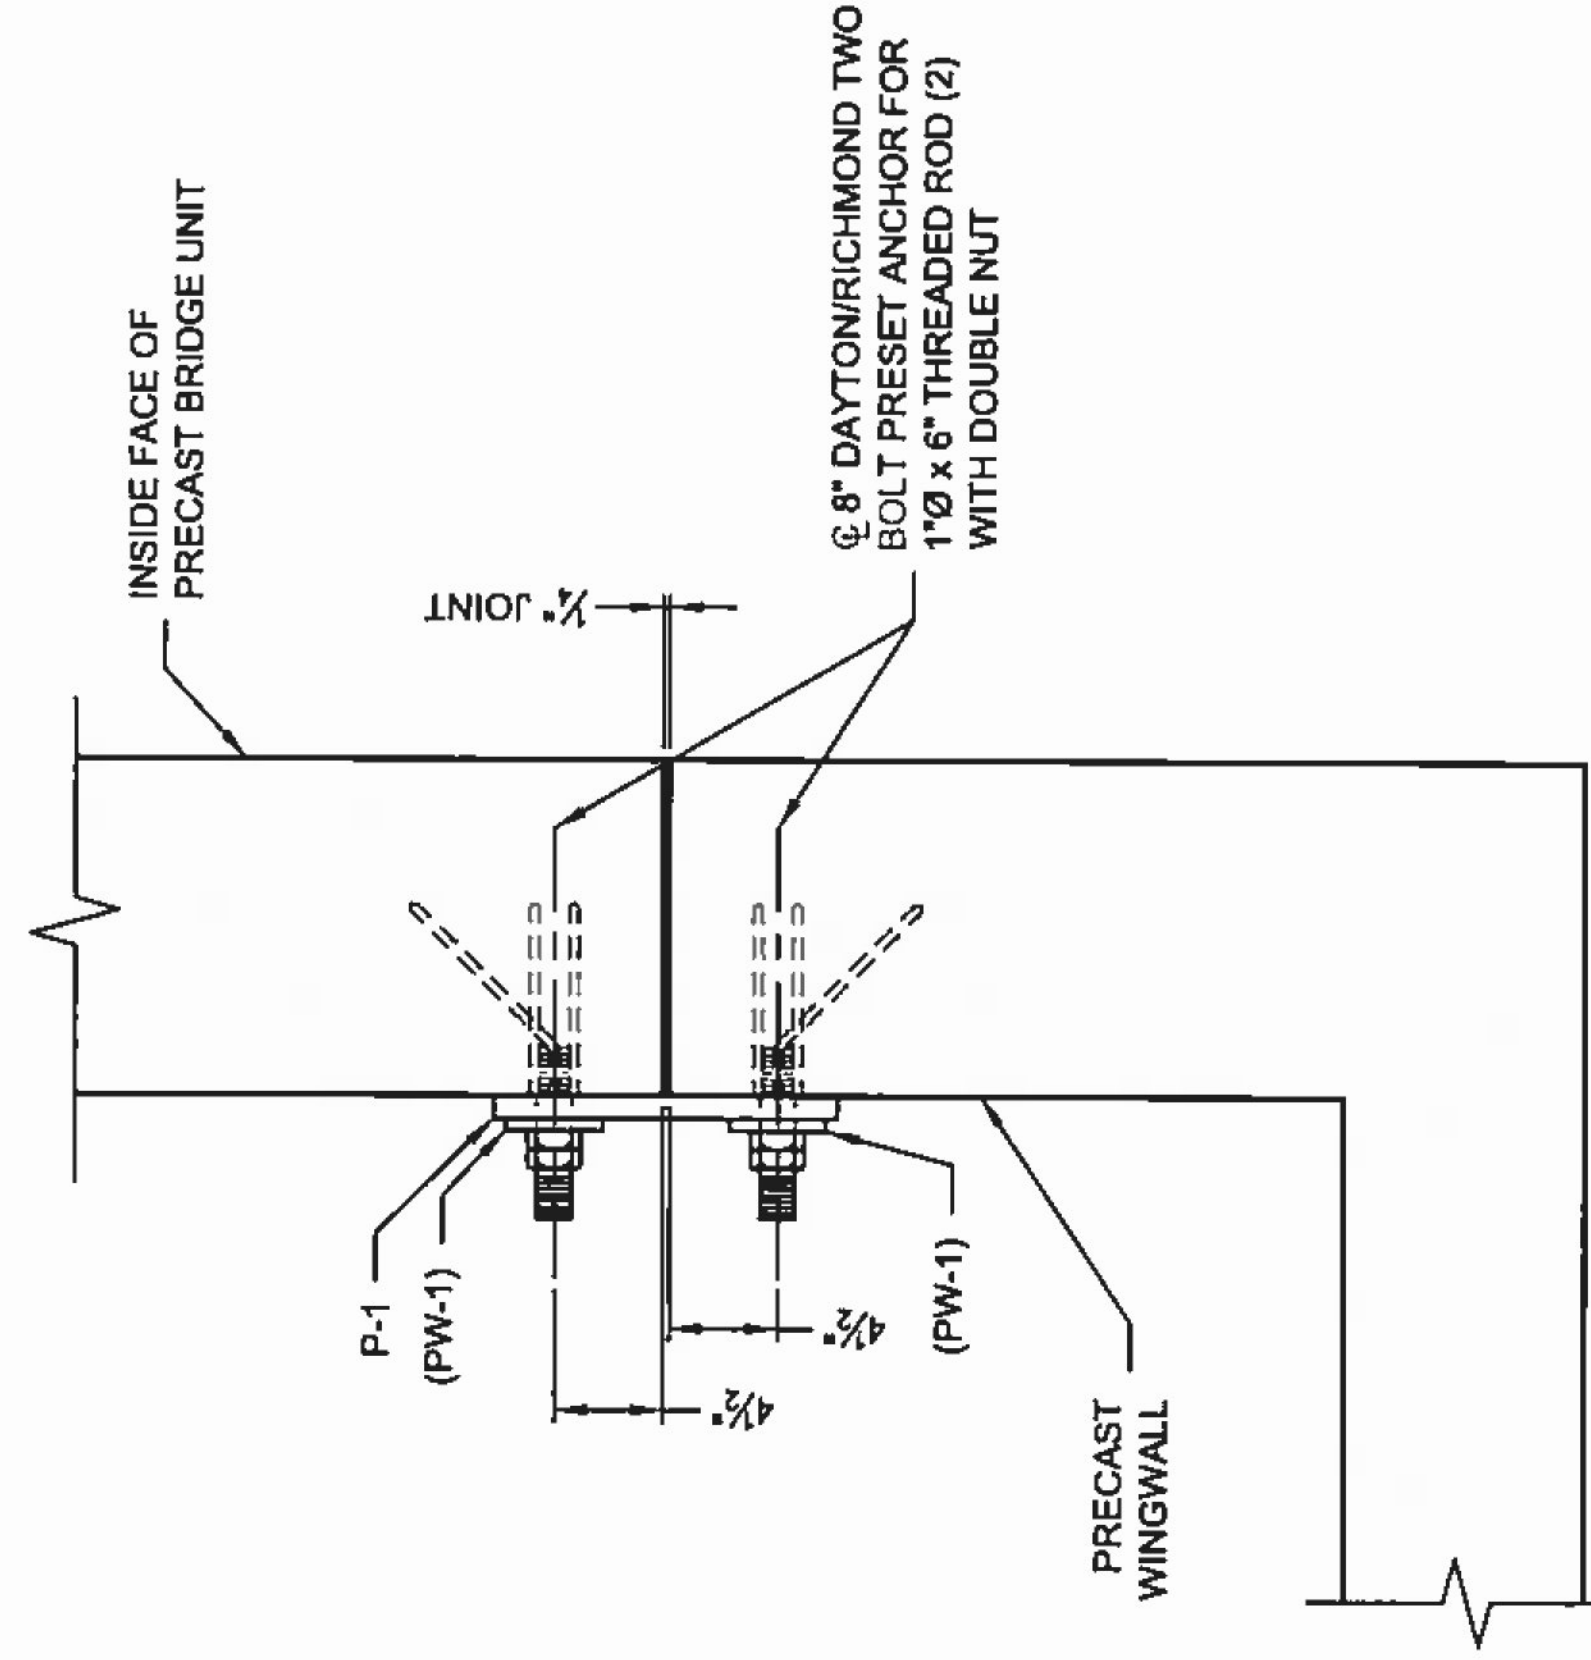 INSIDE FACE OF
PRECAST BRIDGE UNIT
¼" JOINT
℄ 8" DAYTON/RICHMOND TWO
BOLT PRESET ANCHOR FOR
1"Ø x 6" THREADED ROD (2)
WITH DOUBLE NUT
P-1
(PW-1)
4½"
4½"
(PW-1)
PRECAST
WINGWALL